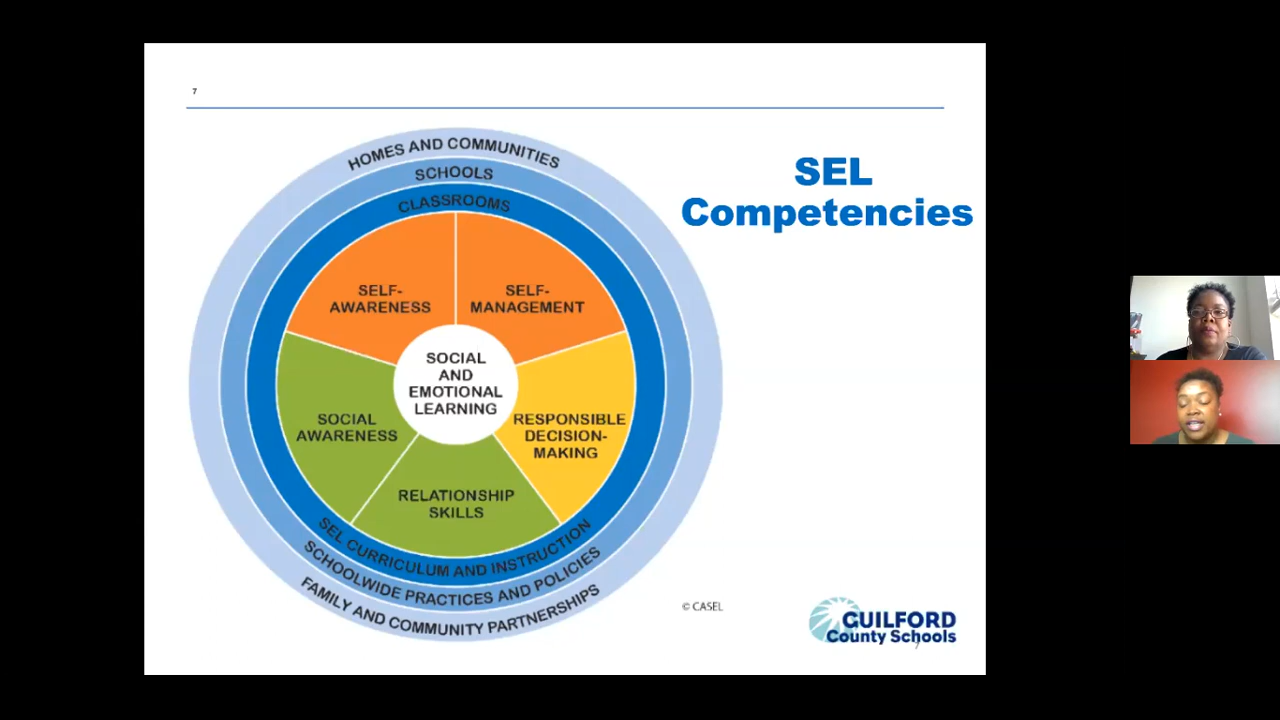 7
SEL
Competencies
HOMES AND COMMUNITIES
SCHOOLS
CLASSROOMS
SELF-
AWARENESS
SELF-
MANAGEMENT
SOCIAL
AND
EMOTIONAL
LEARNING
SOCIAL
AWARENESS
RESPONSIBLE
DECISION-
MAKING
RELATIONSHIP
SKILLS
SEL CURRICULUM AND INSTRUCTION
SCHOOLWIDE PRACTICES AND POLICIES
FAMILY AND COMMUNITY PARTNERSHIPS
© CASEL
GUILFORD
County Schools
7